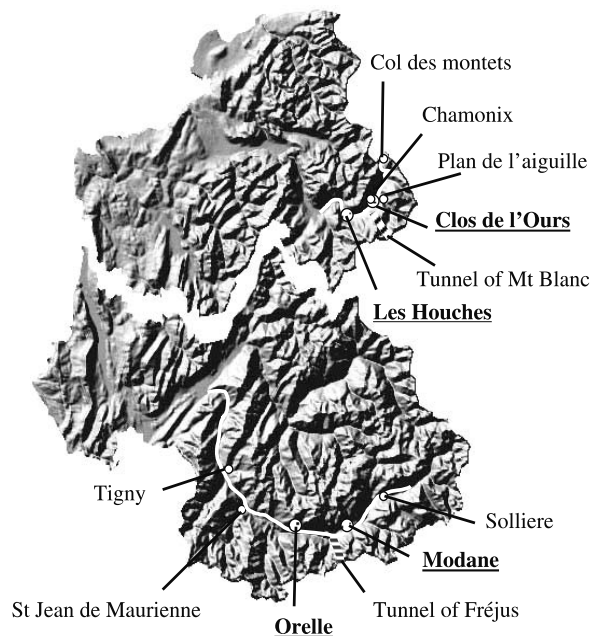 Col des montets
Chamonix
Plan de l'aiguille
Clos de l'Ours
Tunnel of Mt Blanc
Les Houches
Tigny
Solliere
Modane
St Jean de Maurienne
Tunnel of Fréjus
Orelle